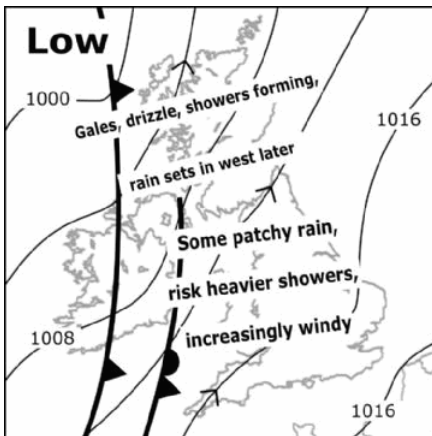 Low
1000
Gales, drizzle, showers forming,
1016
rain sets in west later
Some patchy rain,
risk heavier showers,
increasingly windy
1008
1016